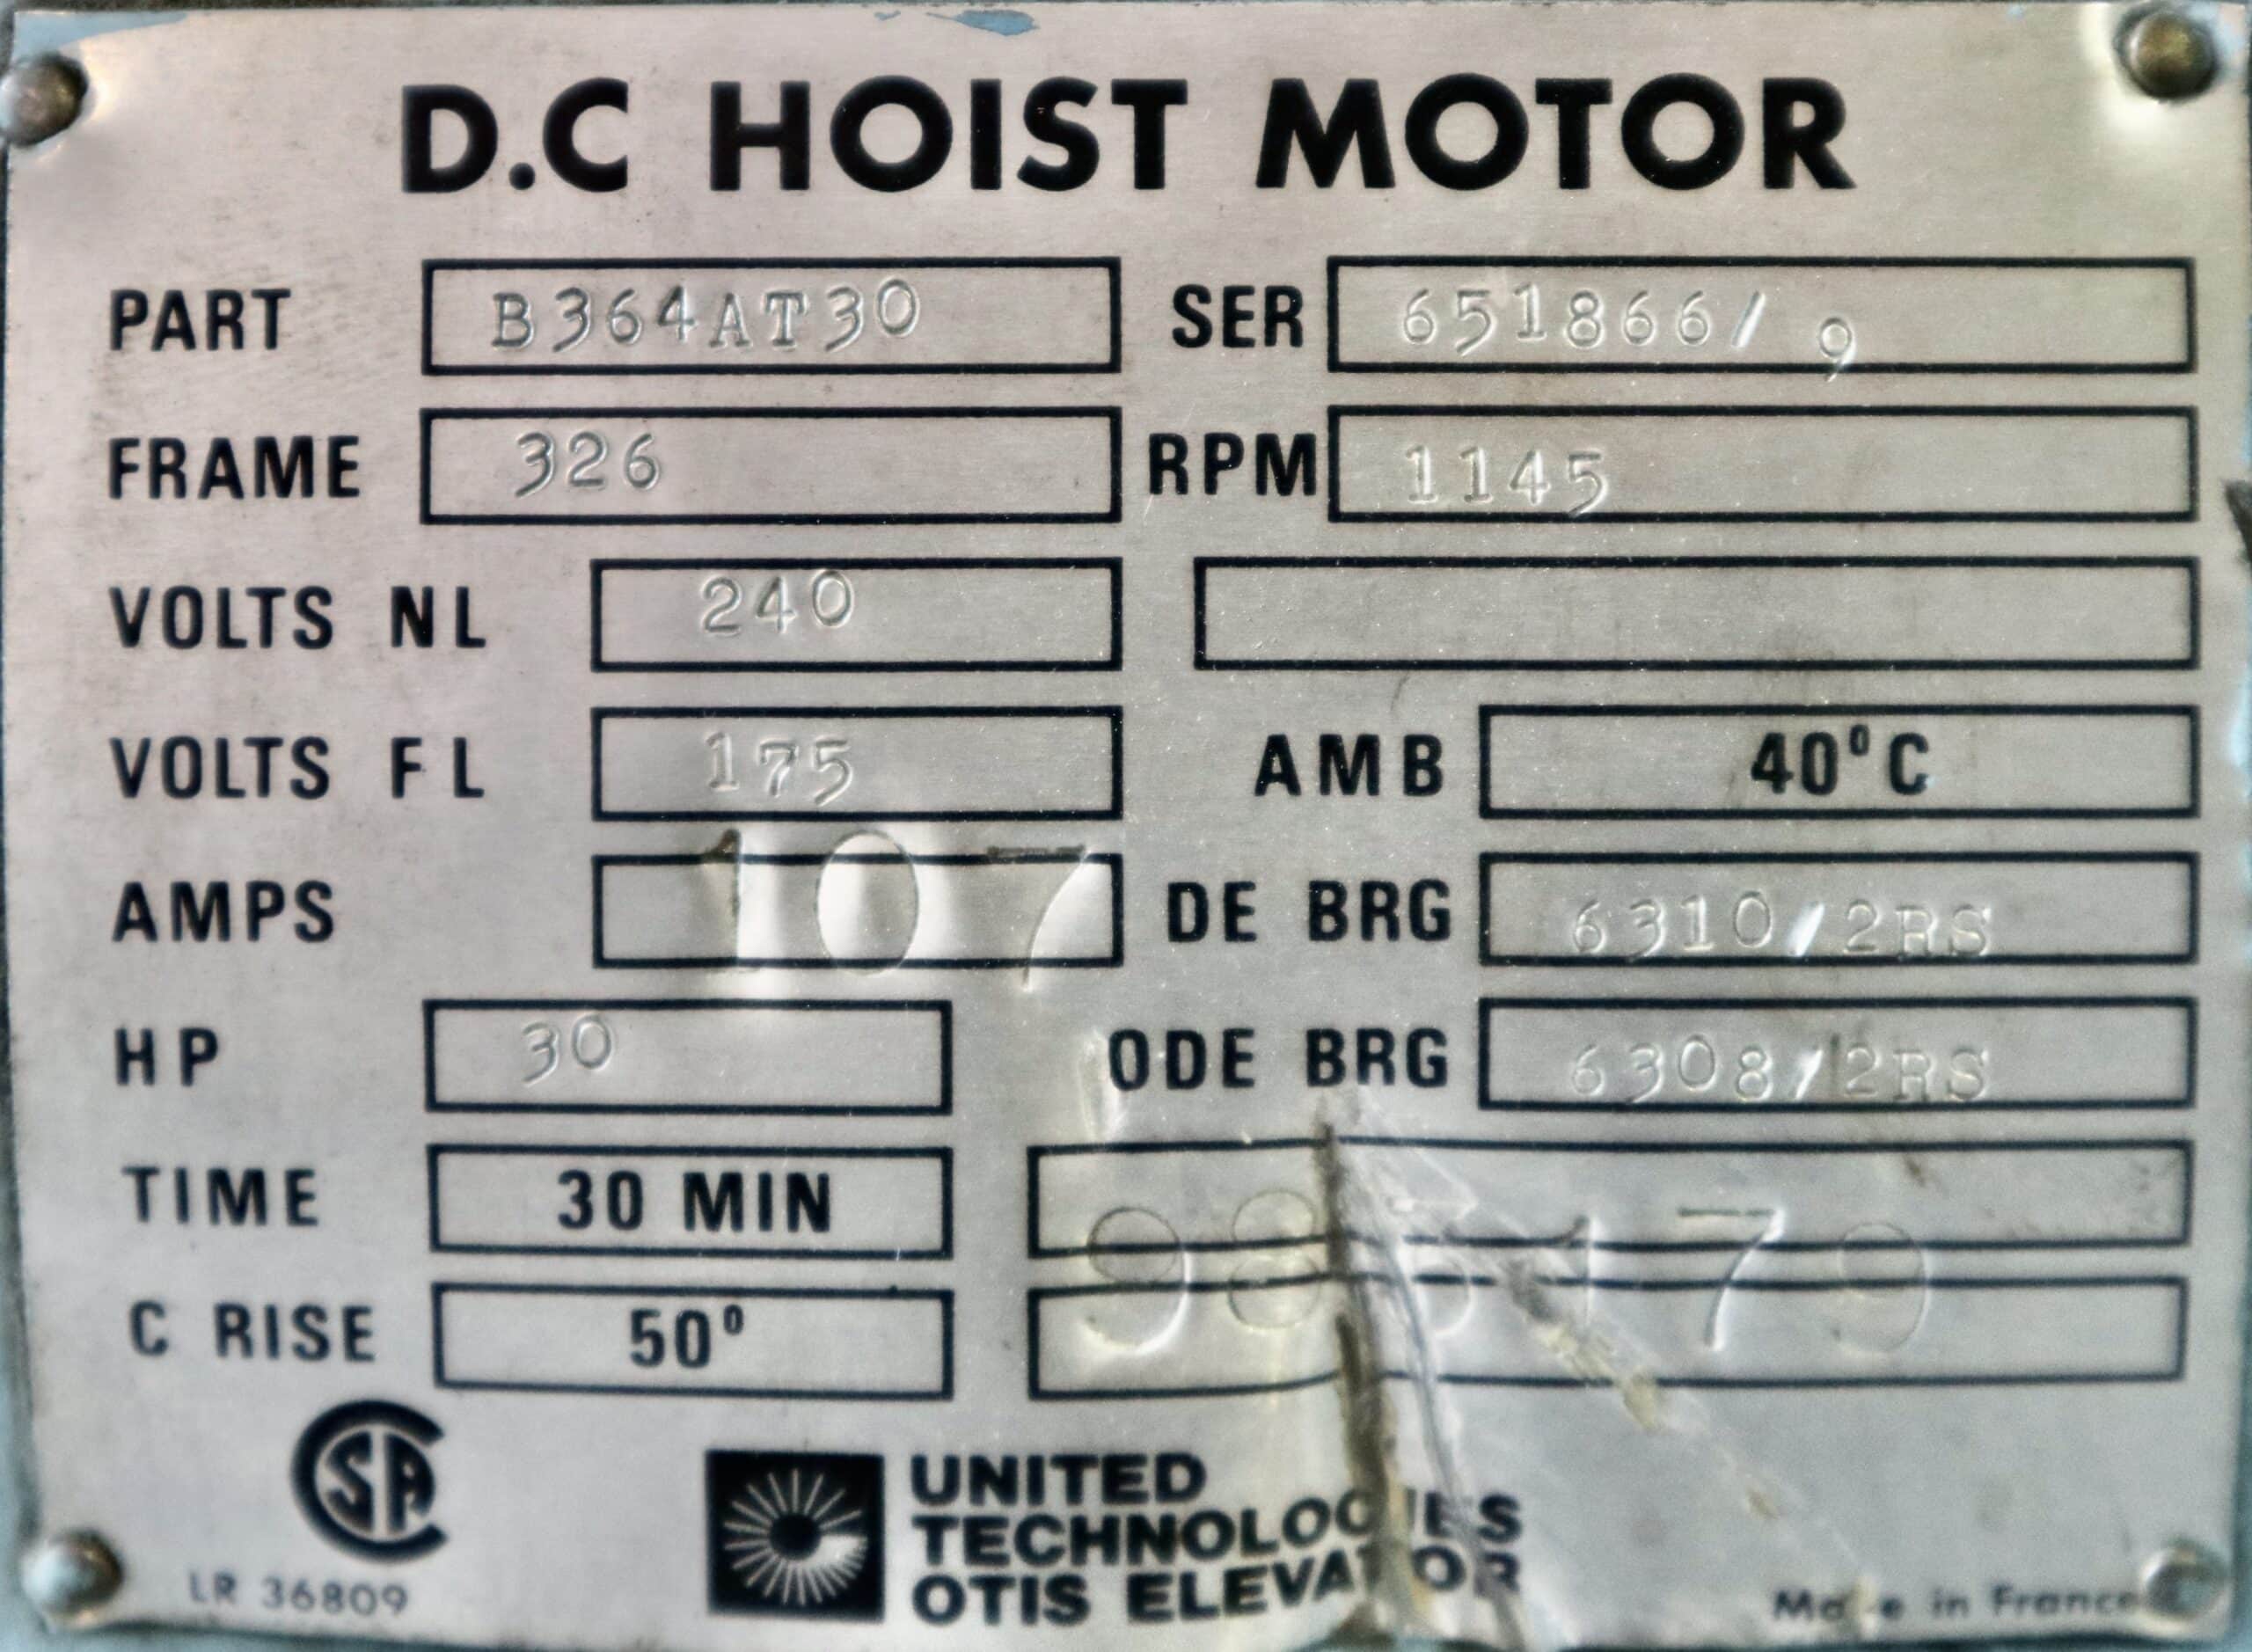 D.C HOIST MOTOR
PART B364AT30 SER 651866/ 9
FRAME 326 RPM 1145
VOLTS NL 240
VOLTS FL 175 AMB 40°C
AMPS 107 DE BRG 6310/2RS
HP 30 ODE BRG 6308/2RS
TIME 30 MIN
C RISE 50°
CSA
UNITED
TECHNOLOGIES
OTIS ELEVATOR
LR 36809
Made in France